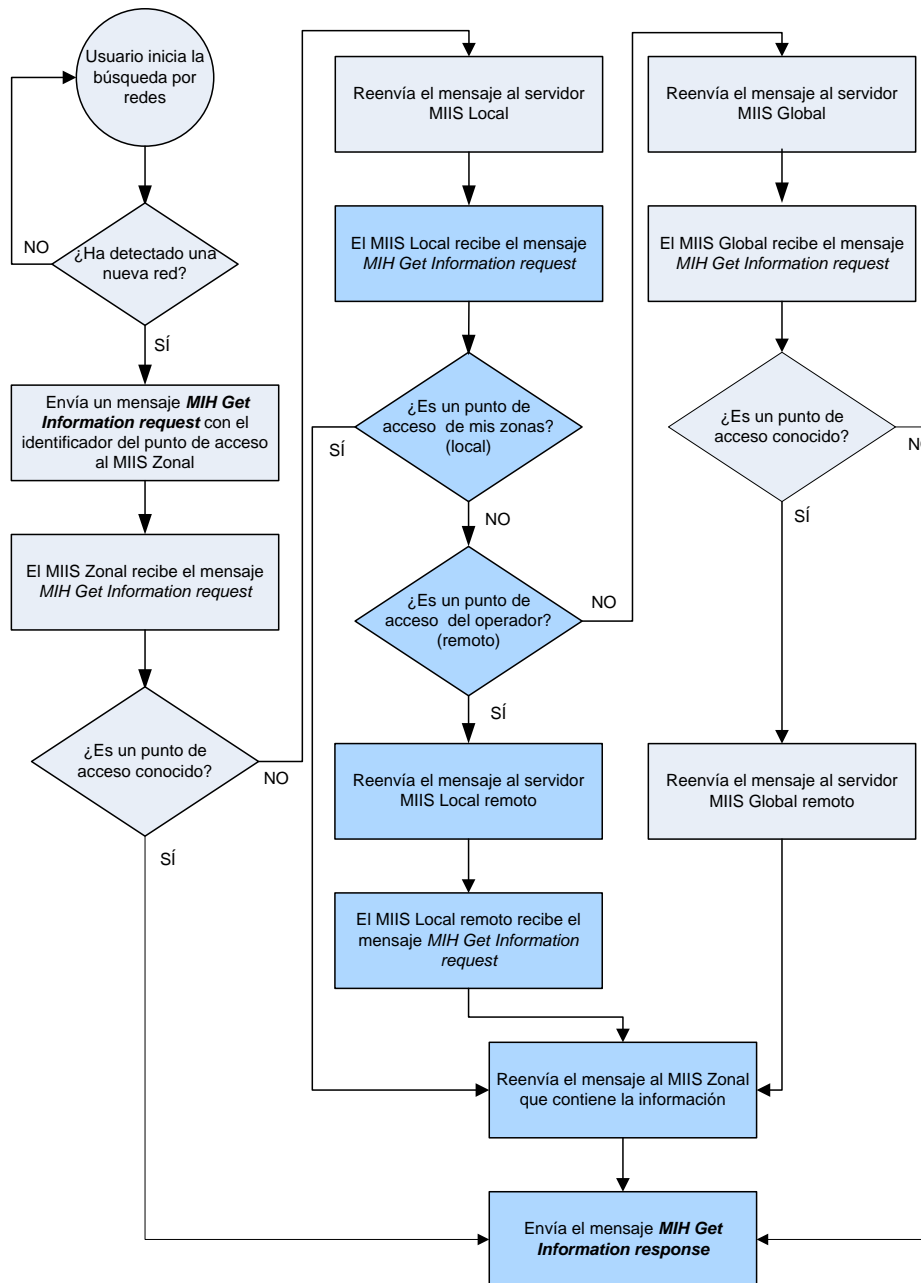 Usuario inicia la
búsqueda por
redes
NO
¿Ha detectado una
nueva red?
SÍ
Envía un mensaje MIH Get
Information request con el
identificador del punto de acceso
al MIIS Zonal
El MIIS Zonal recibe el mensaje
MIH Get Information request
¿Es un punto de
acceso conocido?
NO
SÍ
Reenvía el mensaje al servidor
MIIS Local
El MIIS Local recibe el mensaje
MIH Get Information request
¿Es un punto de
acceso de mis zonas?
(local)
SÍ
NO
¿Es un punto de
acceso del operador?
(remoto)
NO
SÍ
Reenvía el mensaje al servidor
MIIS Local remoto
El MIIS Local remoto recibe el
mensaje MIH Get Information
request
Reenvía el mensaje al servidor
MIIS Global
El MIIS Global recibe el mensaje
MIH Get Information request
¿Es un punto de
acceso conocido?
NO
SÍ
Reenvía el mensaje al servidor
MIIS Global remoto
Reenvía el mensaje al MIIS Zonal
que contiene la información
Envía el mensaje MIH Get
Information response